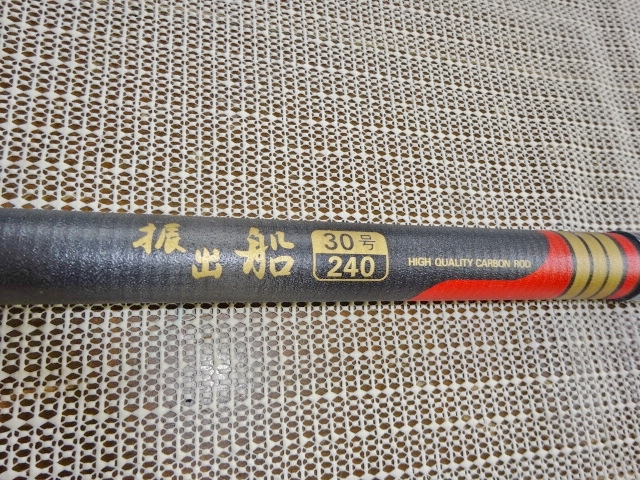 振出船
30号
240
HIGH QUALITY CARBON ROD